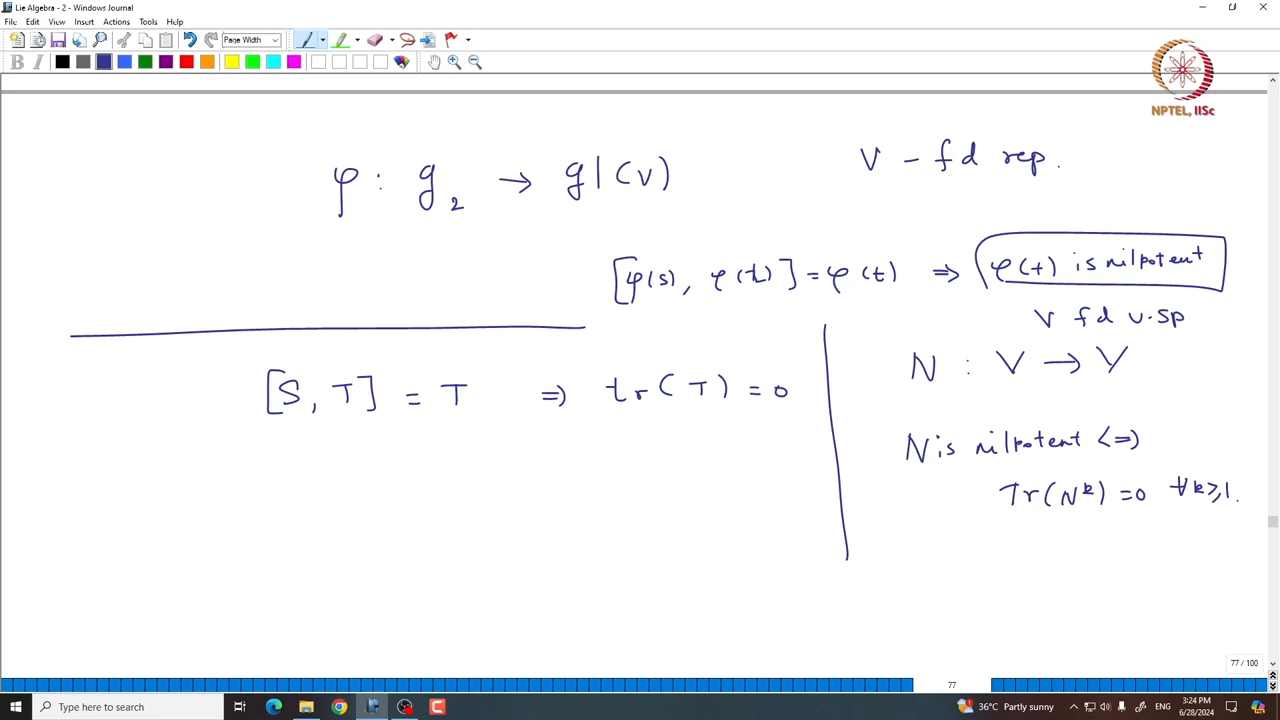 Lie Algebra - 2 - Windows Journal
File Edit View Insert Actions Tools Help
Page Width
B I
NPTEL, IISc
φ : g₂ → gl(V)
V - fd rep.
[φ(s), φ(t)] = φ(t) ⇒ φ(t) is nilpotent
V fd v.sp
[S, T] = T ⇒ tr(T) = 0
N : V → V
N is nilpotent <=>
Tr(Nᵏ) = 0 ∀k≥1.
77 / 100
77
Type here to search
36°C Partly sunny
ENG
3:24 PM
6/28/2024